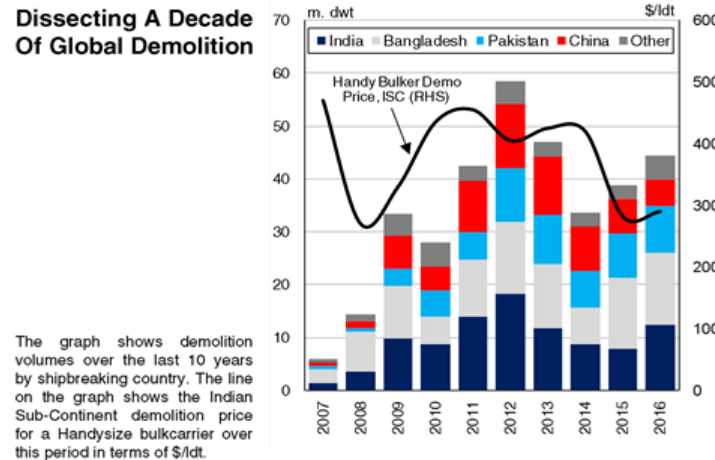 Dissecting A Decade
Of Global Demolition
The graph shows demolition
volumes over the last 10 years
by shipbreaking country. The line
on the graph shows the Indian
Sub-Continent demolition price
for a Handysize bulkcarrier over
this period in terms of $/ldt.
m. dwt
$/ldt
India Bangladesh Pakistan China Other
Handy Bulker Demo
Price, ISC (RHS)
70
60
50
40
30
20
10
0
600
500
400
300
200
100
0
2007 2008 2009 2010 2011 2012 2013 2014 2015 2016